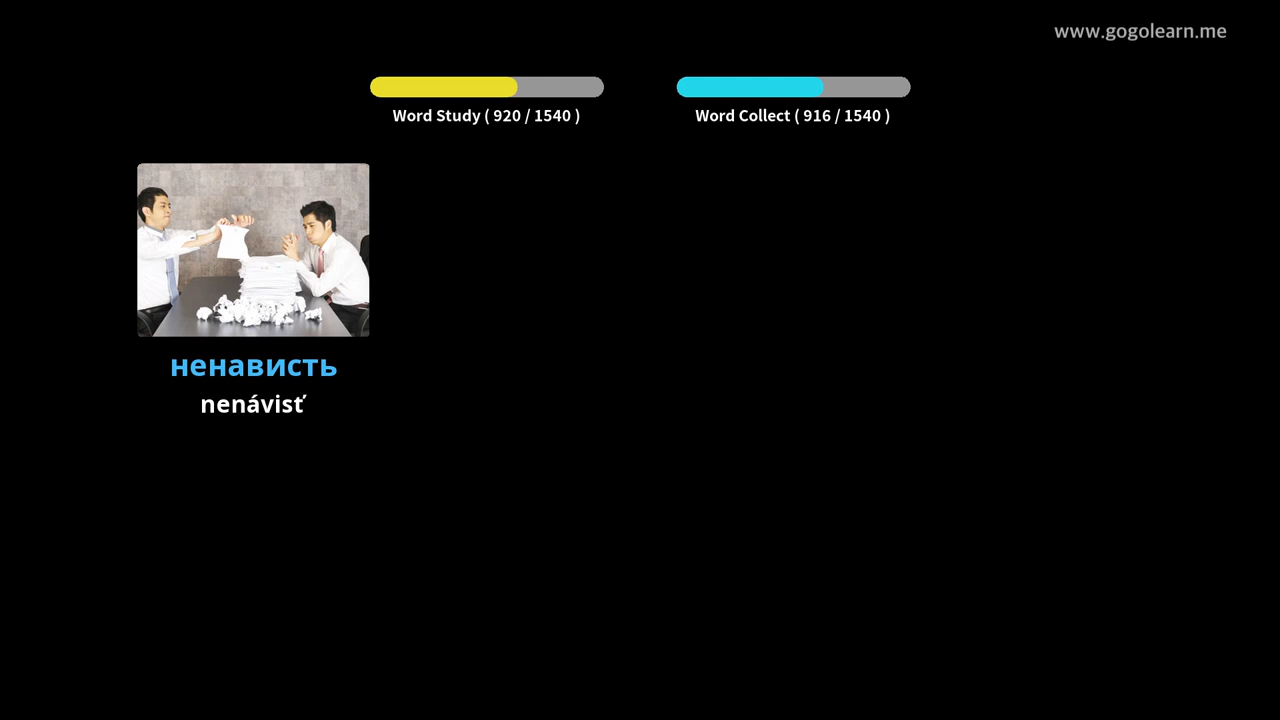 www.gogolearn.me
Word Study ( 920 / 1540 )
Word Collect ( 916 / 1540 )
ненависть
nenávisť